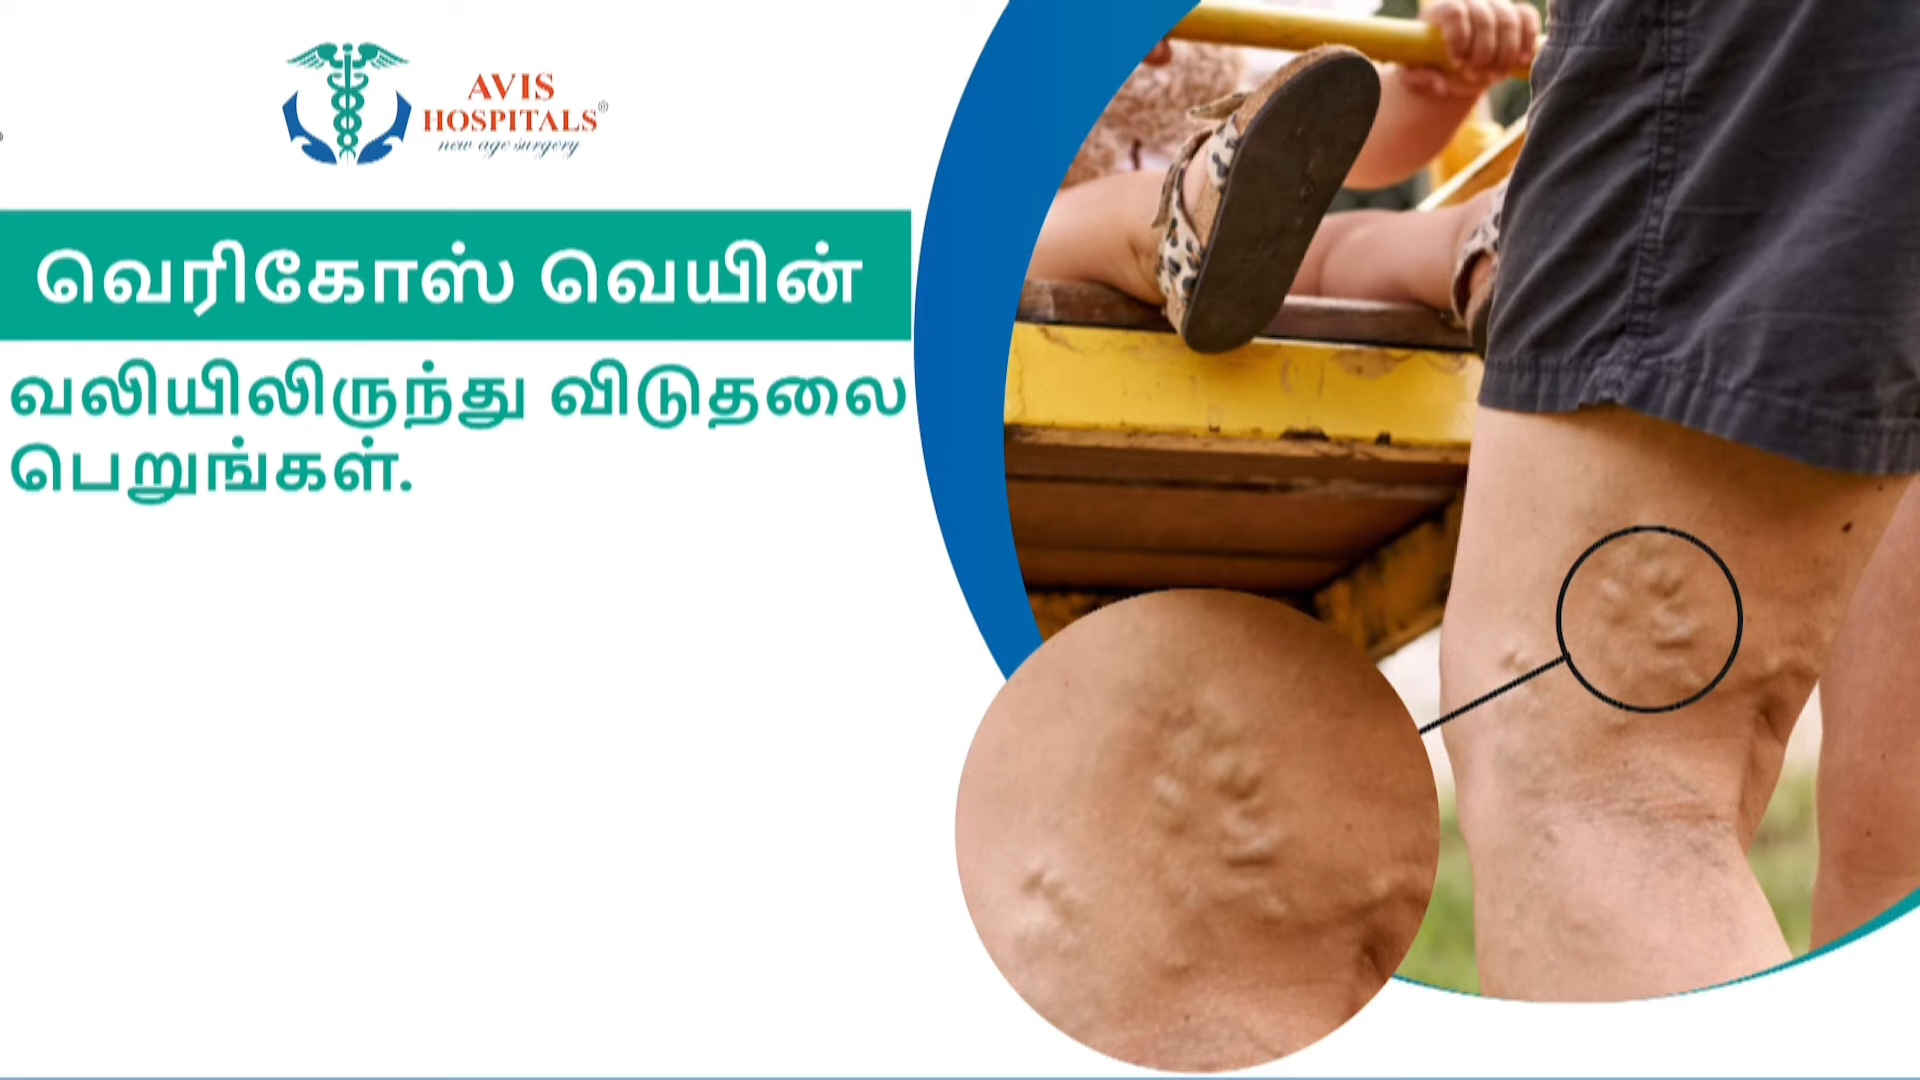 AVIS
HOSPITALS®
new age surgery
வெரிகோஸ் வெயின்
வலியிலிருந்து விடுதலை
பெறுங்கள்.